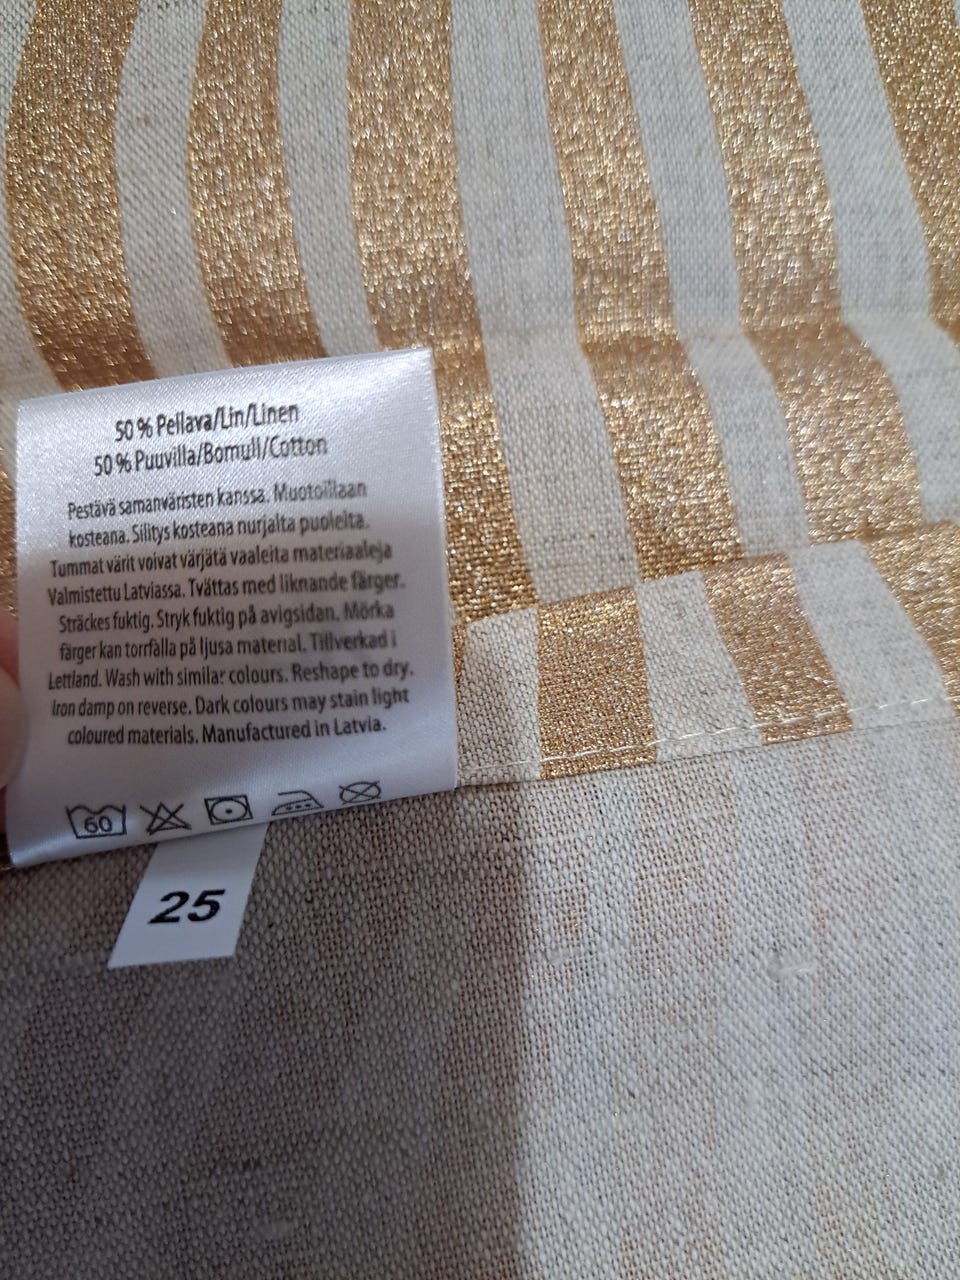 50 % Pellava/Lin/Linen
50 % Puuvilla/Bomull/Cotton
Pestävä samanväristen kanssa. Muotoillaan
kosteana. Silitys kosteana nurjalta puolelta.
Tummat värit voivat värjätä vaaleita materiaaleja
Valmistettu Latviassa. Tvättas med liknande färger.
Sträckes fuktig. Stryk fuktig på avigsidan. Mörka
färger kan torrfälla på ljusa material. Tillverkad i
Lettland. Wash with similar colours. Reshape to dry.
Iron damp on reverse. Dark colours may stain light
coloured materials. Manufactured in Latvia.
60
25